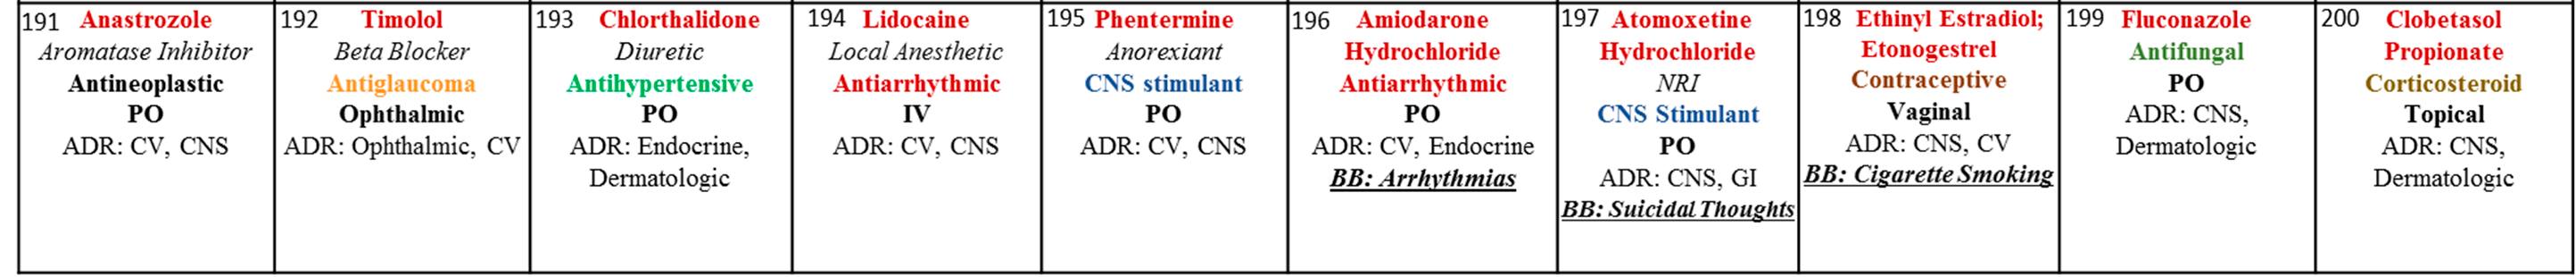 191 Anastrozole
Aromatase Inhibitor
Antineoplastic
PO
ADR: CV, CNS
192 Timolol
Beta Blocker
Antiglaucoma
Ophthalmic
ADR: Ophthalmic, CV
193 Chlorthalidone
Diuretic
Antihypertensive
PO
ADR: Endocrine,
Dermatologic
194 Lidocaine
Local Anesthetic
Antiarrhythmic
IV
ADR: CV, CNS
195 Phentermine
Anorexiant
CNS stimulant
PO
ADR: CV, CNS
196 Amiodarone
Hydrochloride
Antiarrhythmic
PO
ADR: CV, Endocrine
BB: Arrhythmias
197 Atomoxetine
Hydrochloride
NRI
CNS Stimulant
PO
ADR: CNS, GI
BB: Suicidal Thoughts
198 Ethinyl Estradiol;
Etonogestrel
Contraceptive
Vaginal
ADR: CNS, CV
BB: Cigarette Smoking
199 Fluconazole
Antifungal
PO
ADR: CNS,
Dermatologic
200 Clobetasol
Propionate
Corticosteroid
Topical
ADR: CNS,
Dermatologic